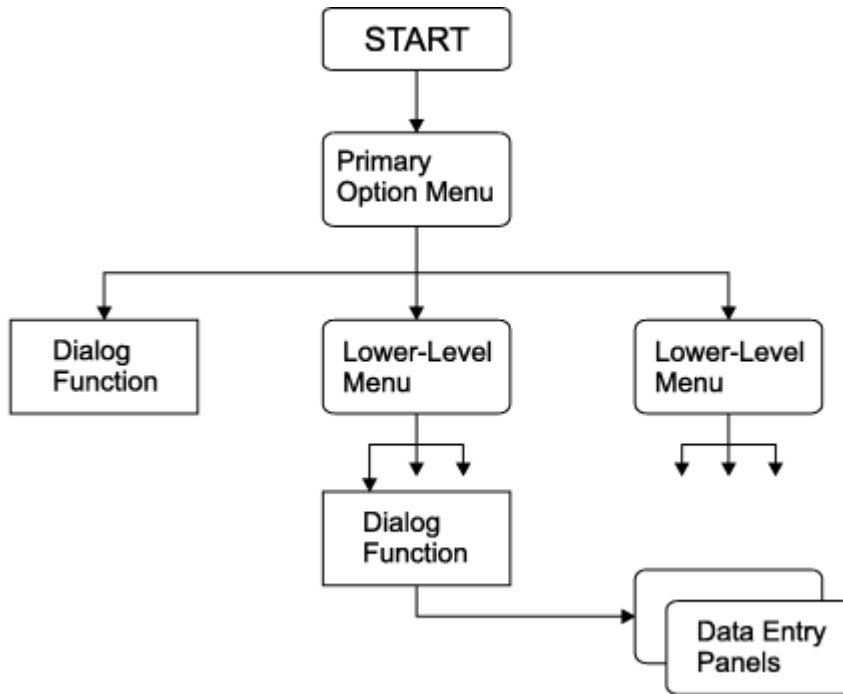 START
Primary
Option Menu
Dialog
Function
Lower-Level
Menu
Lower-Level
Menu
Dialog
Function
Data Entry
Panels